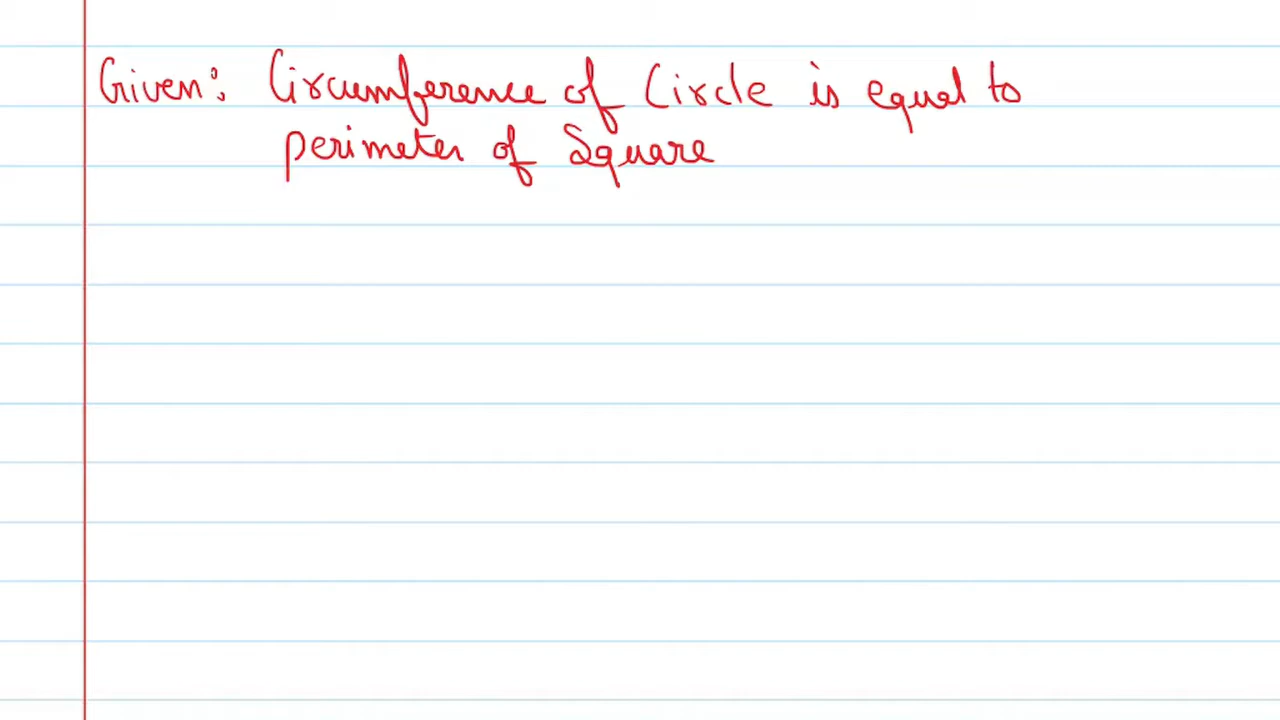 Given: Circumference of Circle is equal to
perimeter of Square